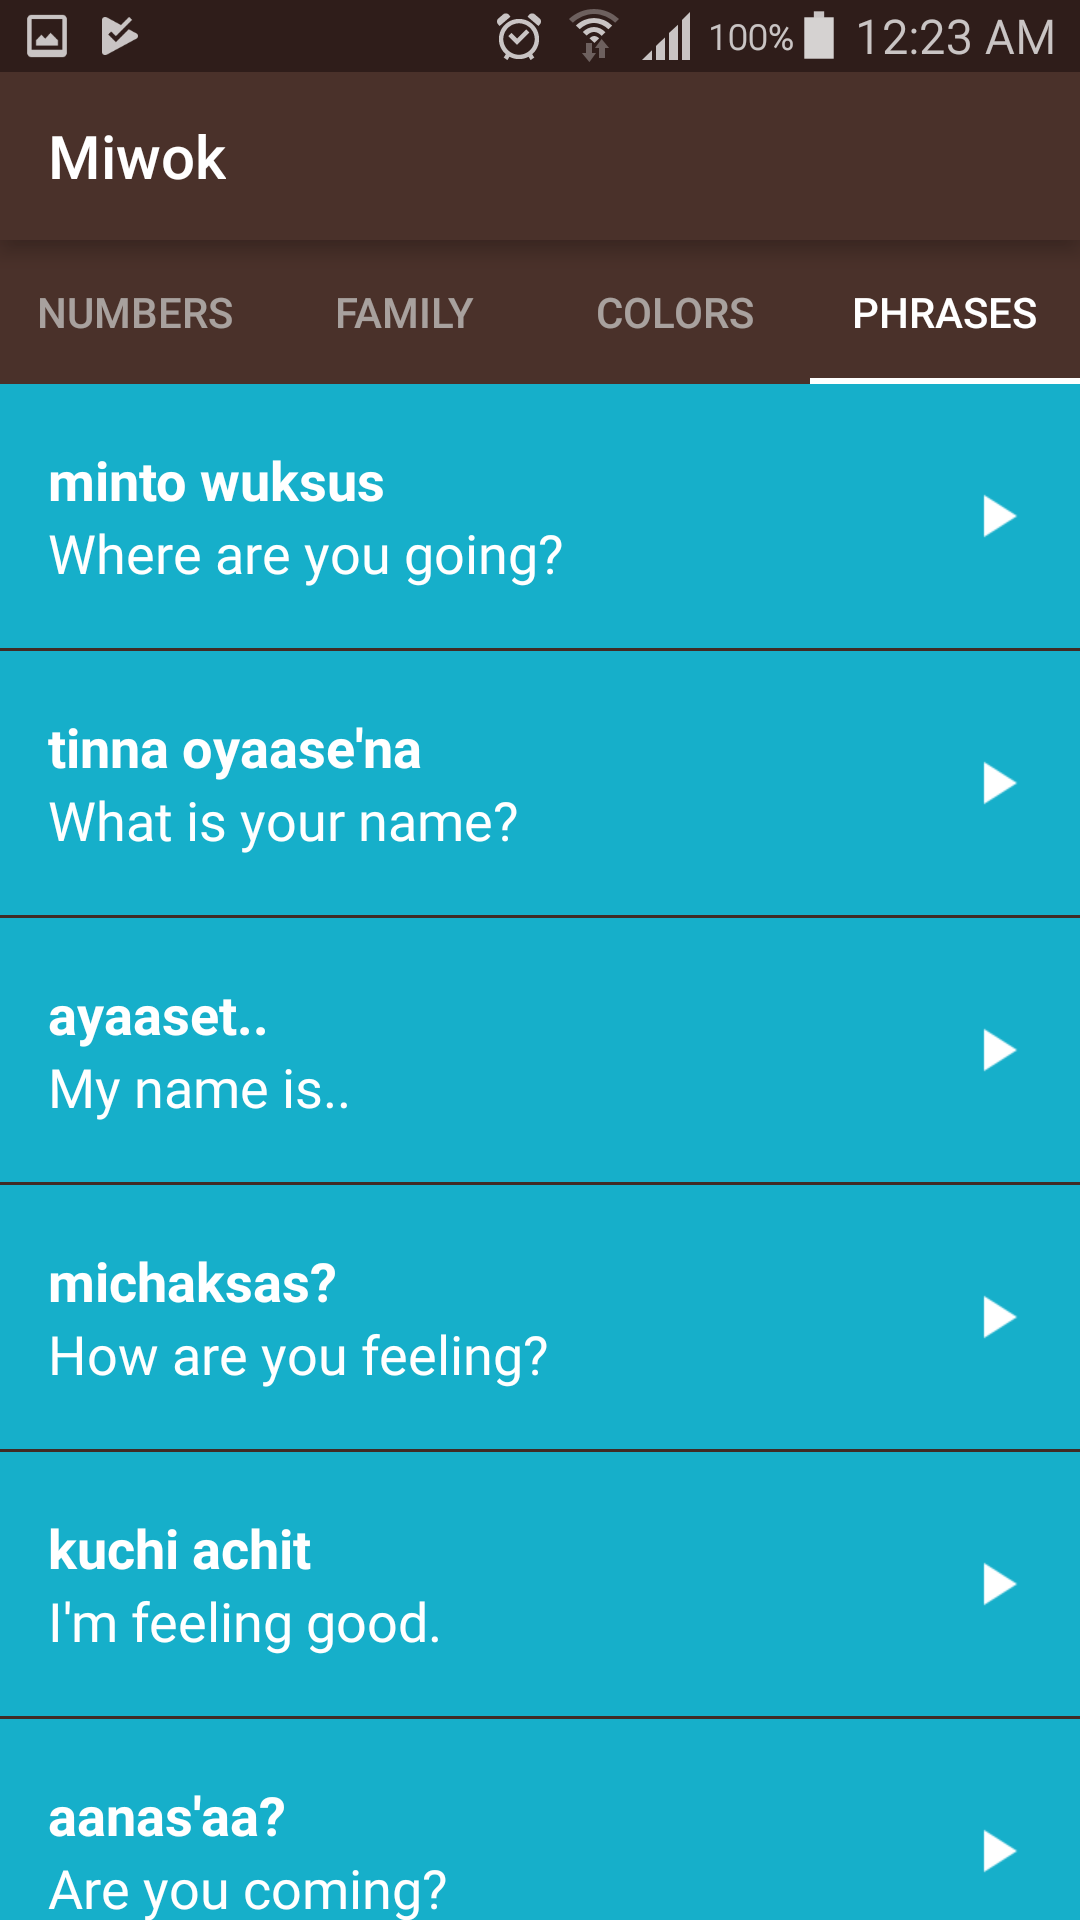 100% 12:23 AM
Miwok
NUMBERS FAMILY COLORS PHRASES
minto wuksus
Where are you going?
tinna oyaase'na
What is your name?
ayaaset..
My name is..
michaksas?
How are you feeling?
kuchi achit
I'm feeling good.
aanas'aa?
Are you coming?